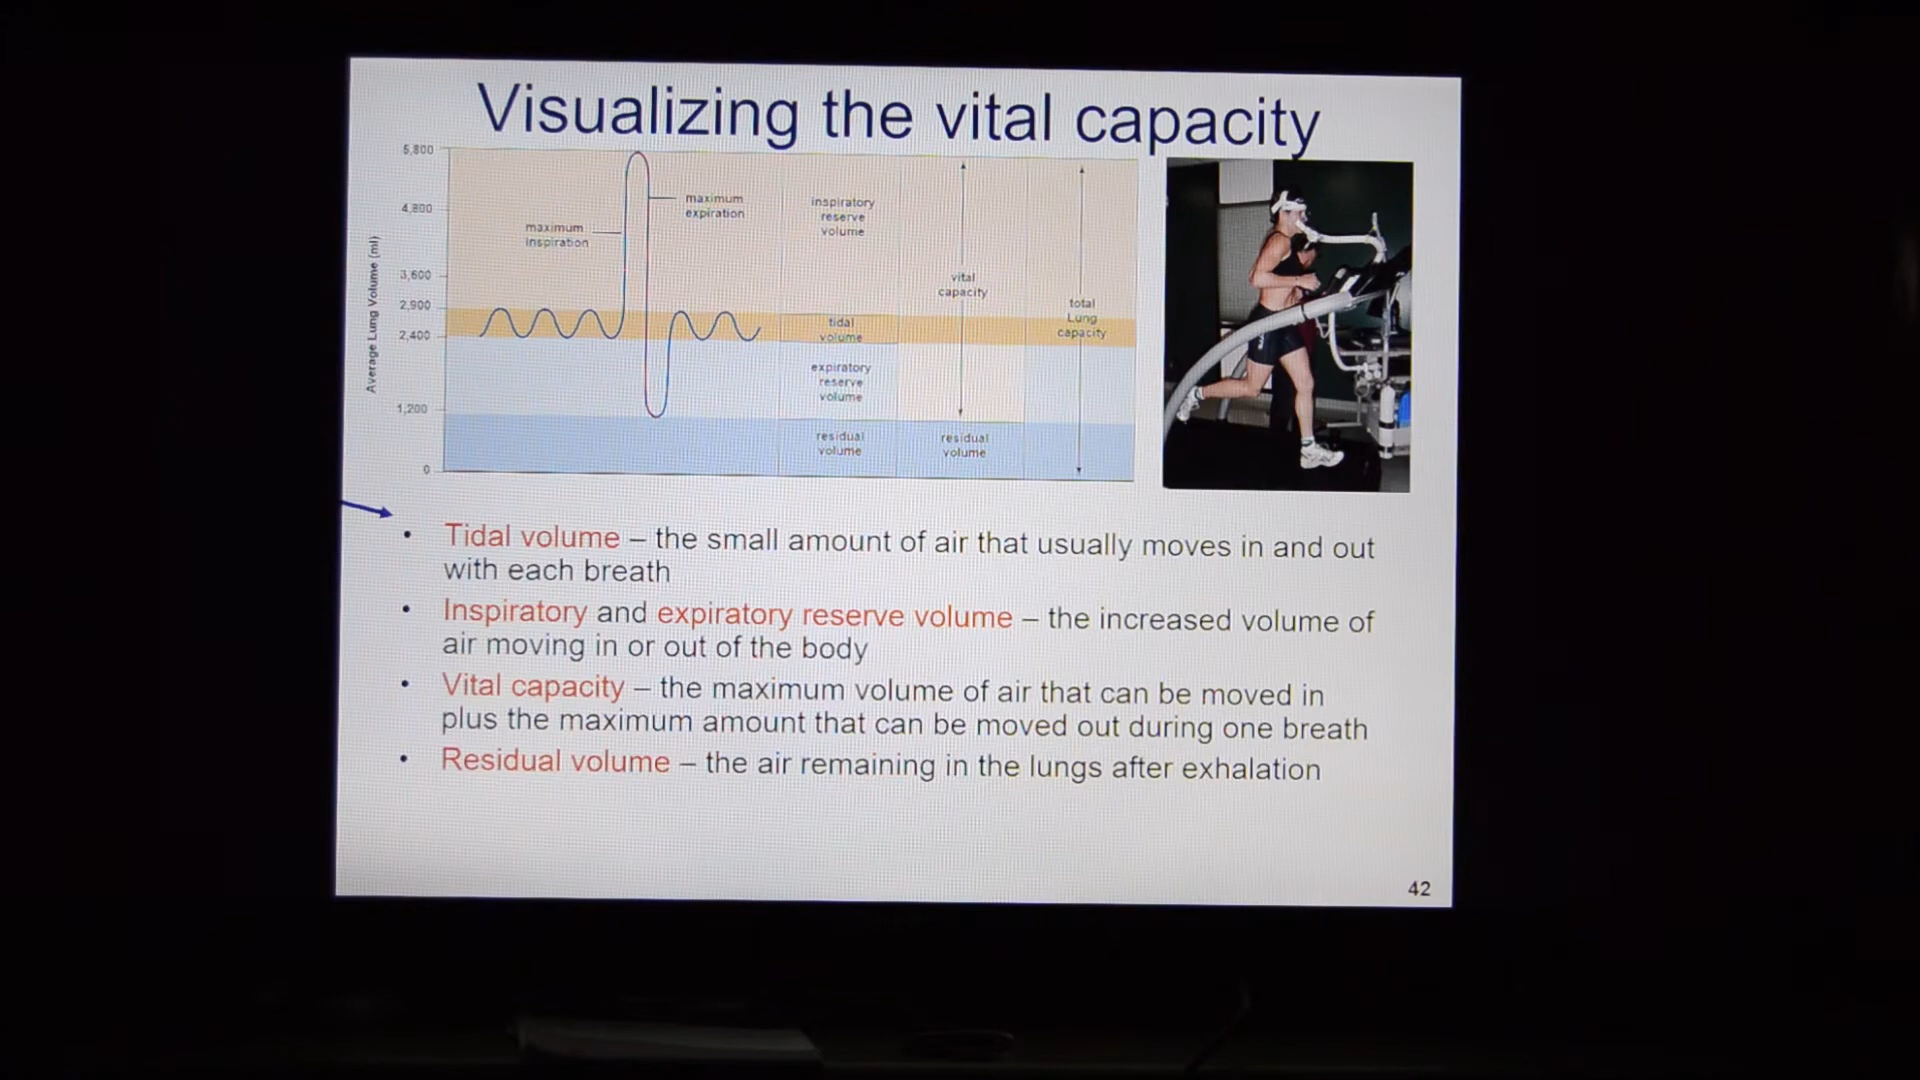 Visualizing the vital capacity
5,800
4,800
3,600
2,900
2,400
1,200
0
Average Lung Volume (ml)
maximum
inspiration
maximum
expiration
inspiratory
reserve
volume
tidal
volume
expiratory
reserve
volume
residual
volume
vital
capacity
residual
volume
total
Lung
capacity
• Tidal volume – the small amount of air that usually moves in and out
with each breath
• Inspiratory and expiratory reserve volume – the increased volume of
air moving in or out of the body
• Vital capacity – the maximum volume of air that can be moved in
plus the maximum amount that can be moved out during one breath
• Residual volume – the air remaining in the lungs after exhalation
42